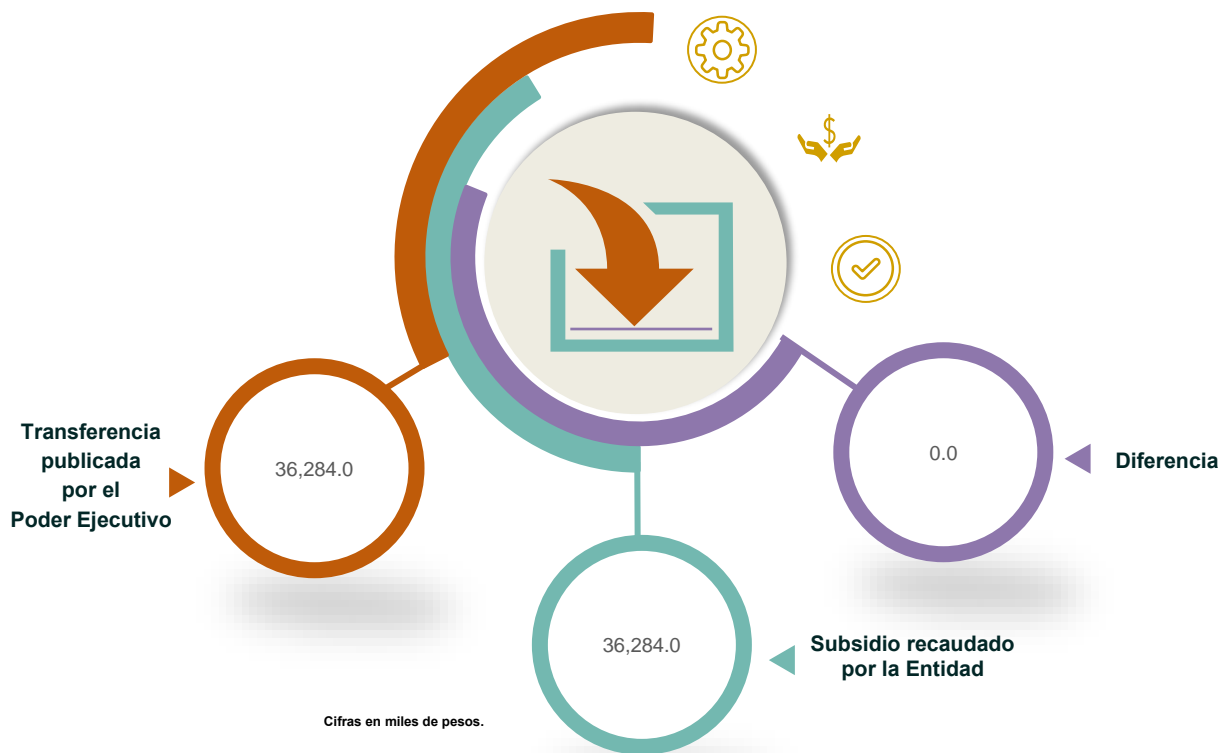 $
Transferencia
publicada
por el
Poder Ejecutivo
36,284.0
0.0
Diferencia
36,284.0
Subsidio recaudado
por la Entidad
Cifras en miles de pesos.